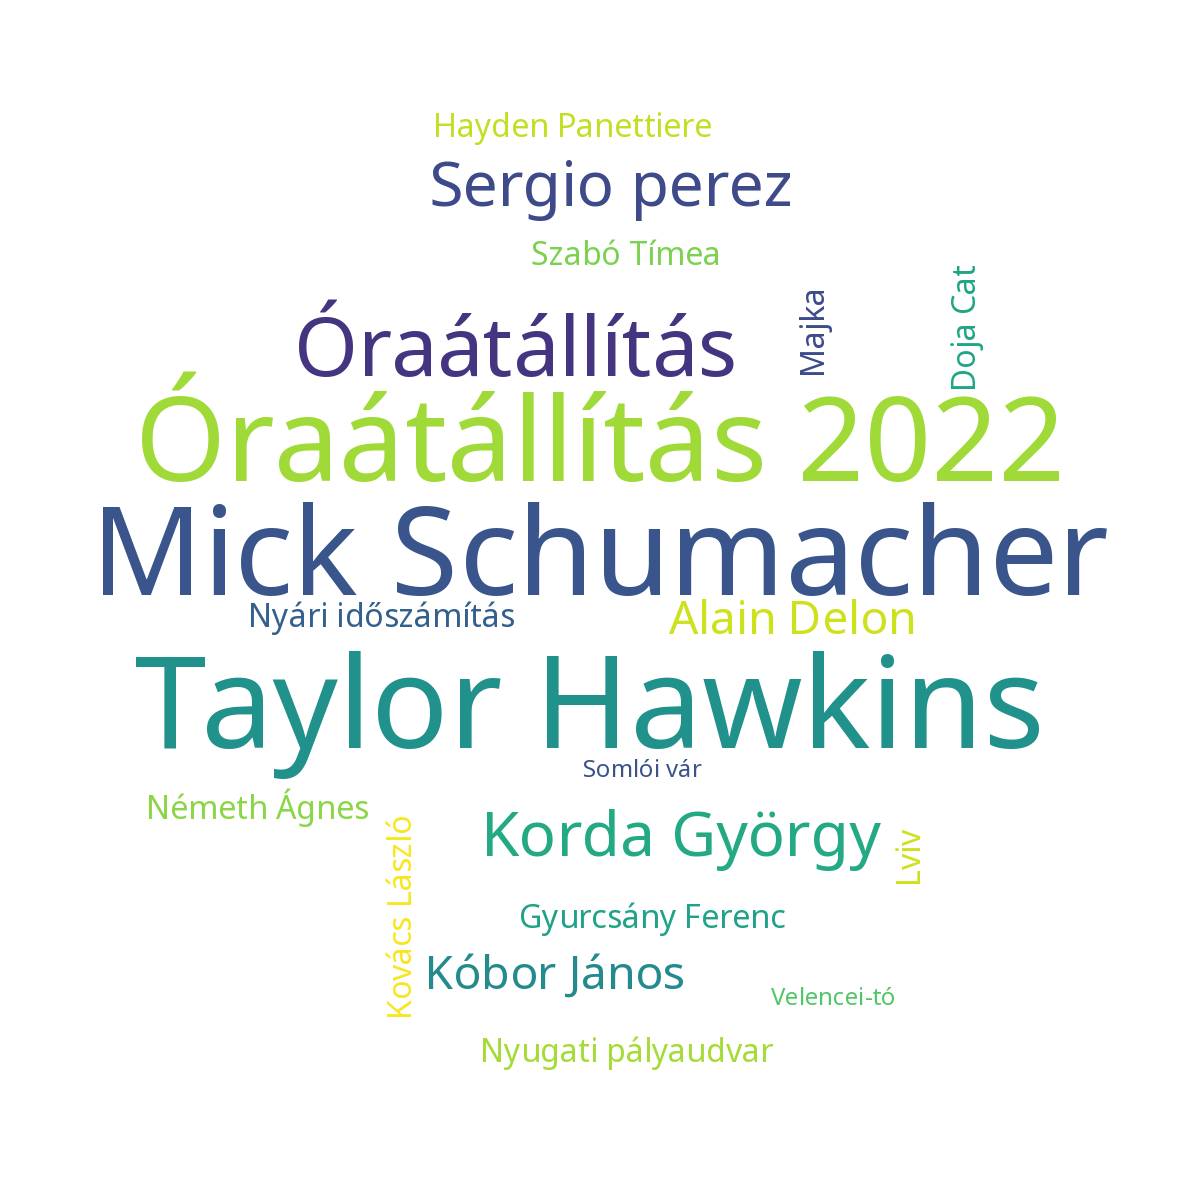 Hayden Panettiere
Sergio perez
Szabó Tímea
Majka
Doja Cat
Óraátállítás
Óraátállítás 2022
Mick Schumacher
Nyári időszámítás
Alain Delon
Taylor Hawkins
Somlói vár
Németh Ágnes
Kovács László
Korda György
Lviv
Gyurcsány Ferenc
Kóbor János
Velencei-tó
Nyugati pályaudvar